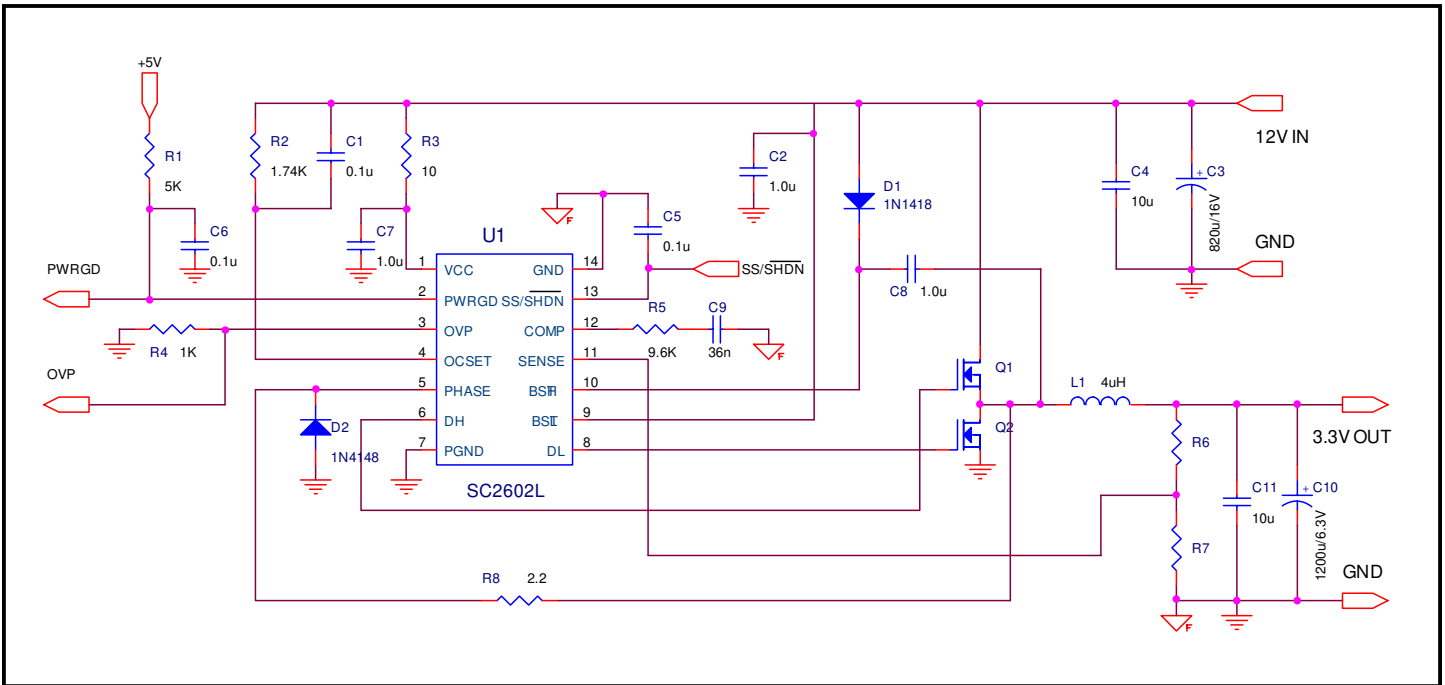 +5V
R1
5K
R2
1.74K
C1
0.1u
R3
10
C2
1.0u
D1
1N1418
12V IN
C4
10u
+ C3
820u/16V
GND
C6
0.1u
C7
1.0u
C5
0.1u
F
SS/SHDN
C8
1.0u
PWRGD
R4
1K
OVP
U1
1 VCC GND 14
2 PWRGD SS/SHDN 13
3 OVP COMP 12
4 OCSET SENSE 11
5 PHASE BSTH 10
6 DH BSTL 9
7 PGND DL 8
SC2602L
R5
9.6K
C9
36n
F
D2
1N4148
Q1
Q2
L1
4uH
3.3V OUT
R6
R7
C11
10u
+ C10
1200u/6.3V
GND
F
R8
2.2